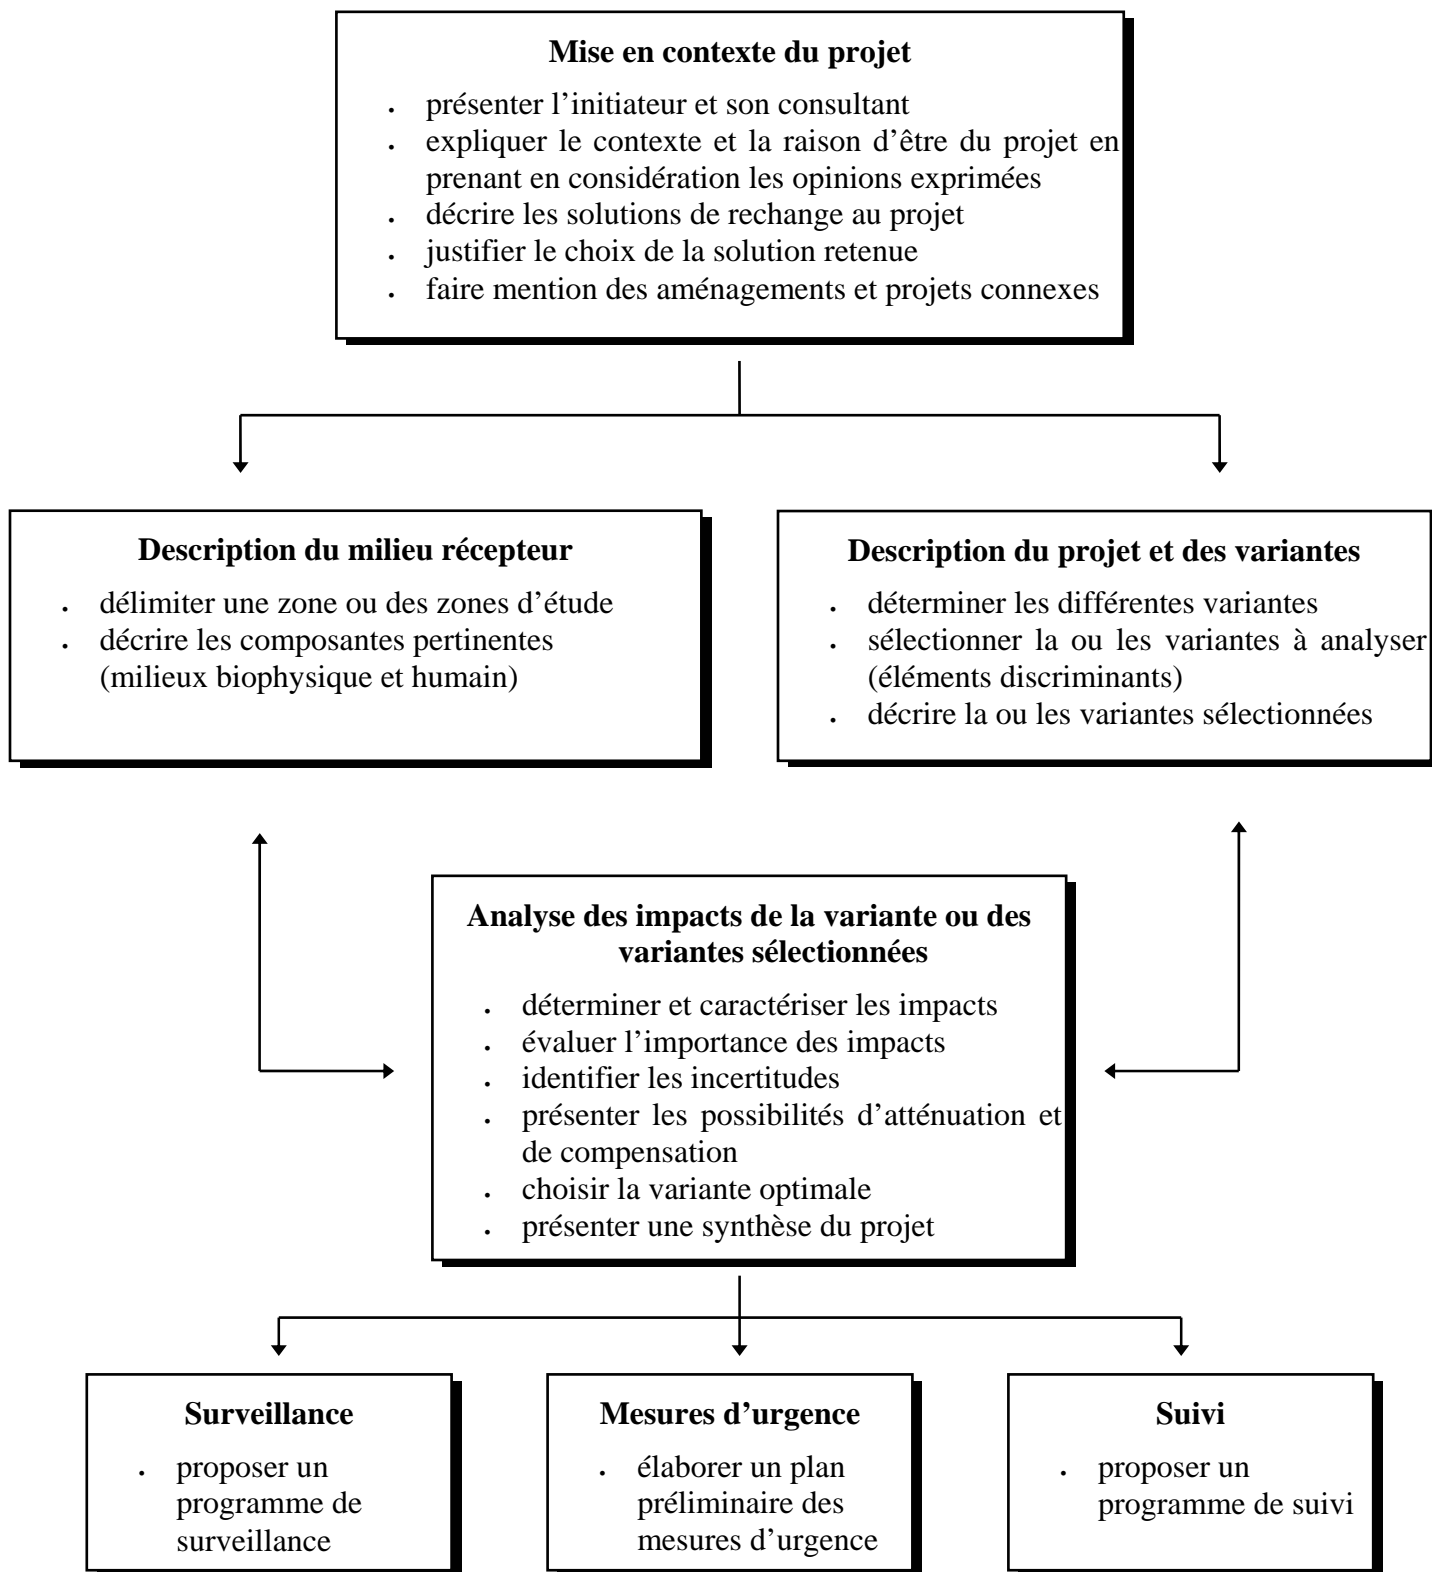 Mise en contexte du projet
. présenter l’initiateur et son consultant
. expliquer le contexte et la raison d’être du projet en
prenant en considération les opinions exprimées
. décrire les solutions de rechange au projet
. justifier le choix de la solution retenue
. faire mention des aménagements et projets connexes
Description du milieu récepteur
. délimiter une zone ou des zones d’étude
. décrire les composantes pertinentes
(milieux biophysique et humain)
Description du projet et des variantes
. déterminer les différentes variantes
. sélectionner la ou les variantes à analyser
(éléments discriminants)
. décrire la ou les variantes sélectionnées
Analyse des impacts de la variante ou des
variantes sélectionnées
. déterminer et caractériser les impacts
. évaluer l’importance des impacts
. identifier les incertitudes
. présenter les possibilités d’atténuation et
de compensation
. choisir la variante optimale
. présenter une synthèse du projet
Surveillance
. proposer un
programme de
surveillance
Mesures d’urgence
. élaborer un plan
préliminaire des
mesures d’urgence
Suivi
. proposer un
programme de suivi